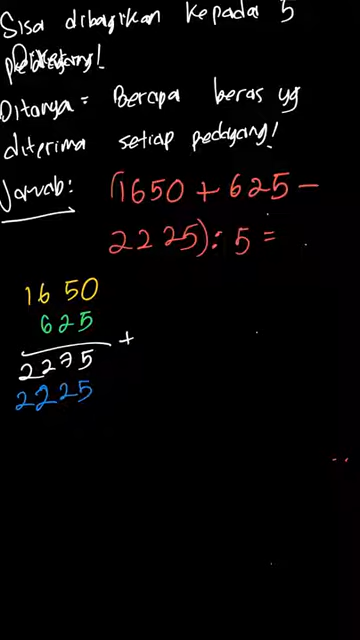 Sisa dibagikan kepada 5
pedagang!
Ditanya = Berapa beras yg
diterima setiap pedagang!
Jawab: (1650 + 625 -
2225) : 5 =
1650
625
+
2275
2225